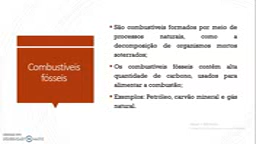 Combustíveis
fósseis
São combustíveis formados por meio de
processos naturais, como a
decomposição de organismos mortos
soterrados;
Os combustíveis fósseis contém alta
quantidade de carbono, usados para
alimentar a combustão;
Exemplos: Petróleo, carvão mineral e gás
natural.